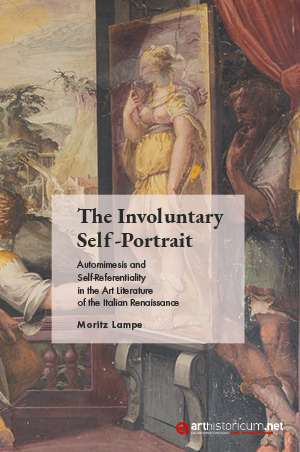 The Involuntary
Self-Portrait
Automimesis and
Self-Referentiality
in the Art Literature
of the Italian Renaissance
Moritz Lampe
arthistoricum.net